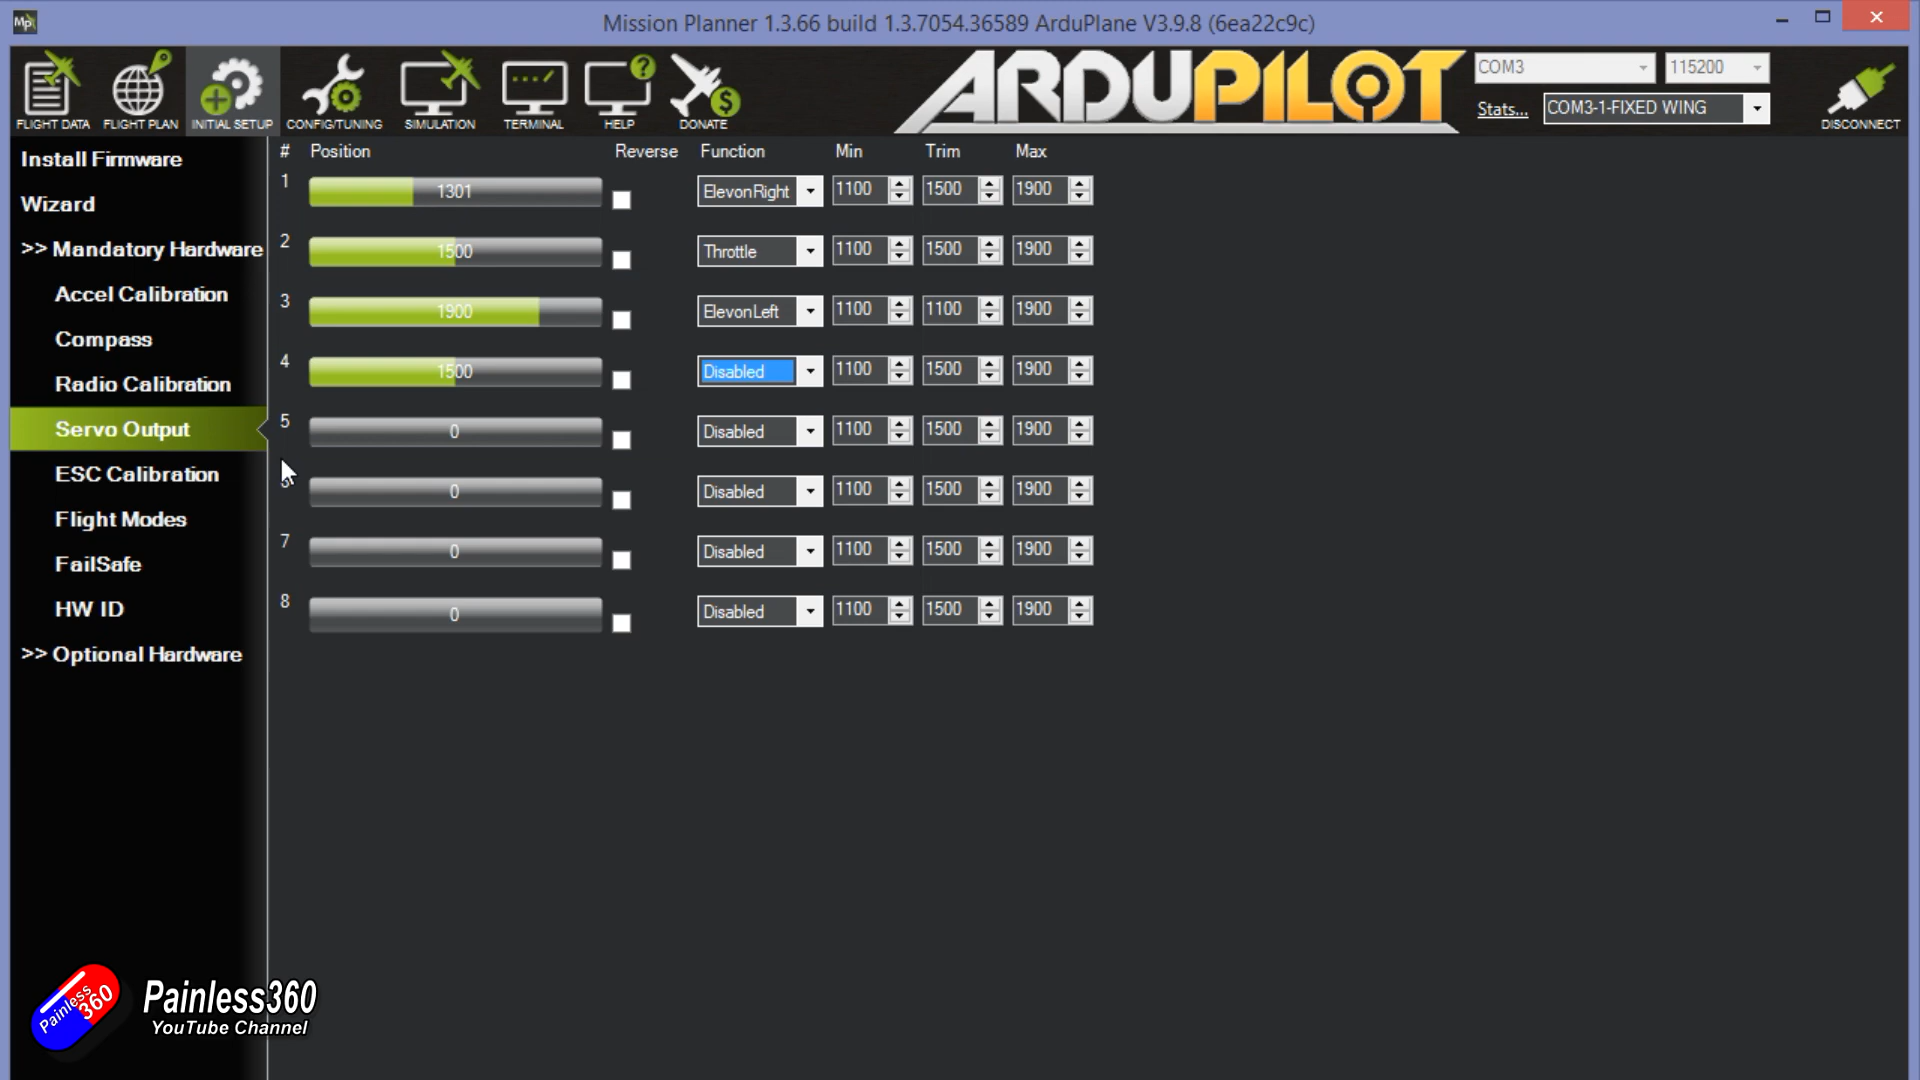 Mp
Mission Planner 1.3.66 build 1.3.7054.36589 ArduPlane V3.9.8 (6ea22c9c)
FLIGHT DATA FLIGHT PLAN INITIAL SETUP CONFIG/TUNING SIMULATION TERMINAL HELP DONATE
ARDUPILOT
COM3 115200
Stats... COM3-1-FIXED WING
DISCONNECT
Install Firmware
Wizard
>> Mandatory Hardware
Accel Calibration
Compass
Radio Calibration
Servo Output
ESC Calibration
Flight Modes
FailSafe
HW ID
>> Optional Hardware
# Position Reverse Function Min Trim Max
1 1301 ElevonRight 1100 1500 1900
2 1500 Throttle 1100 1500 1900
3 1900 ElevonLeft 1100 1100 1900
4 1500 Disabled 1100 1500 1900
5 0 Disabled 1100 1500 1900
0 Disabled 1100 1500 1900
7 0 Disabled 1100 1500 1900
8 0 Disabled 1100 1500 1900
Painless360
Painless360
YouTube Channel